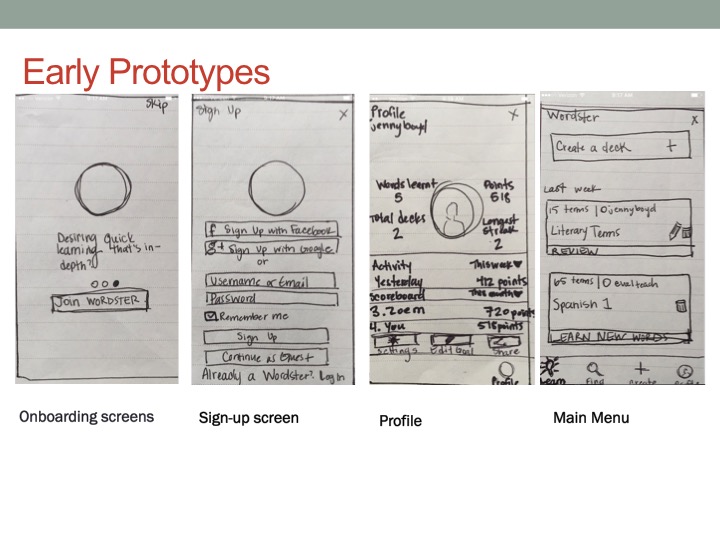 Early Prototypes
Skip
Desiring quick
learning that's in-
depth?
Join WORDSTER
Onboarding screens
Sign Up
X
f Sign Up with Facebook
g+ Sign Up with Google
or
Username or Email
Password
Remember me
Sign up
Continue as Guest
Already a Wordster? Log In
Sign-up screen
Profile
X
jennyboyd
Words learnt
5
Points
518
Total decks
2
Longest
streak
2
Activity
This week
Yesterday
412 points
Scoreboard
This month
3. Zoem
720 points
4. You
518 points
Settings
Edit Goal
Share
Profile
Profile
Wordster
X
Create a deck +
Last week
15 terms | jennyboyd
Literary Terms
REVIEW
65 terms |
Spanish 1
LEARN NEW WORDS
Learn
Find
Create
Main Menu